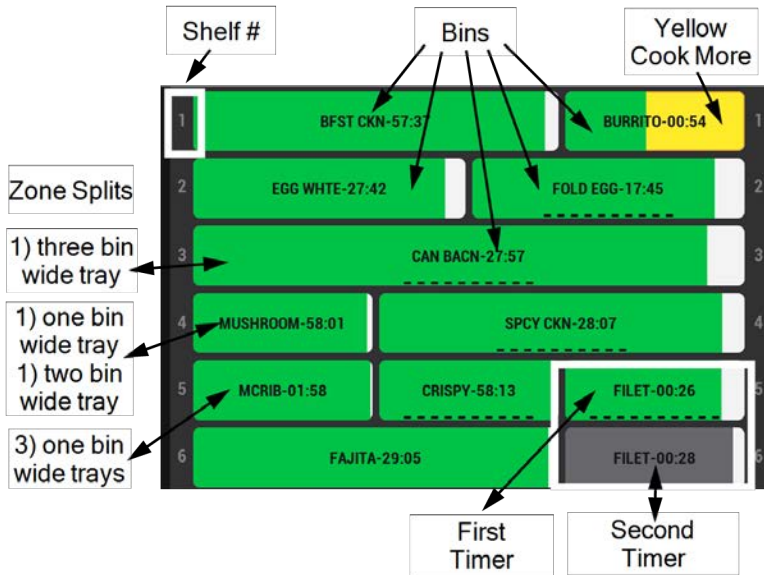 Shelf #
Bins
Yellow
Cook More
1 BFST CKN-57:37 BURRITO-00:54 1
Zone Splits
2 EGG WHTE-27:42 FOLD EGG-17:45 2
1) three bin
wide tray
3 CAN BACN-27:57 3
1) one bin
wide tray
1) two bin
wide tray
4 MUSHROOM-58:01 SPCY CKN-28:07 4
5 MCRIB-01:58 CRISPY-58:13 FILET-00:26 5
3) one bin
wide trays
6 FAJITA-29:05 FILET-00:28 6
First
Timer
Second
Timer